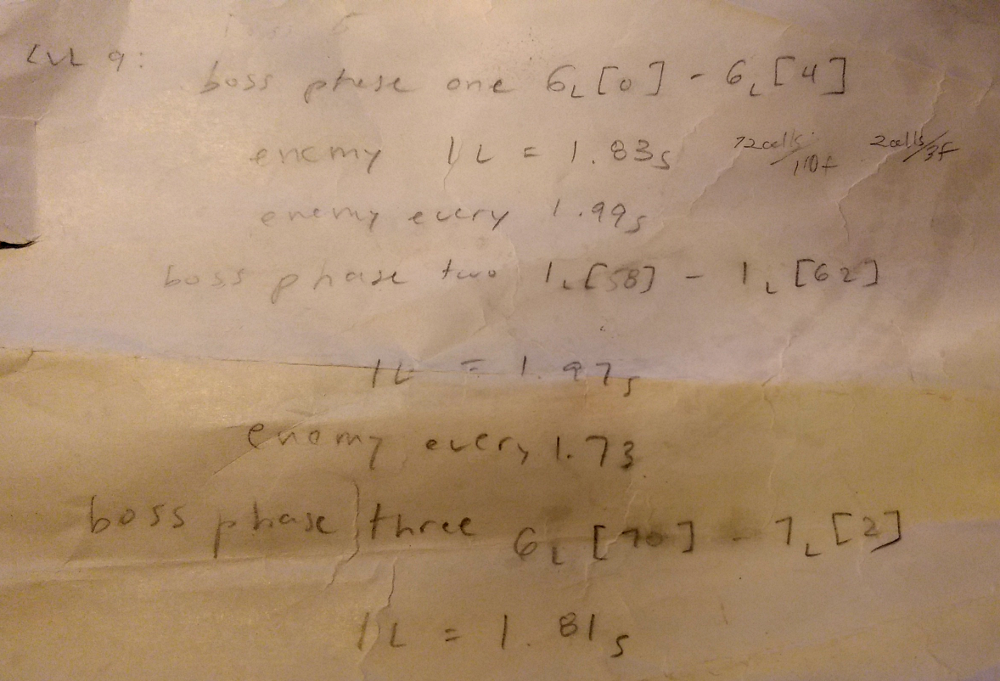 LVL 9:
boss phase one 6L[0] - 6L[4]
enemy 1L = 1.83s 72cells/110f 2cells/3f
enemy every 1.99s
boss phase two 1L[58] - 1L[62]
1L = 1.97s
enemy every 1.73
boss phase three 6L[70] - 7L[2]
1L = 1.81s